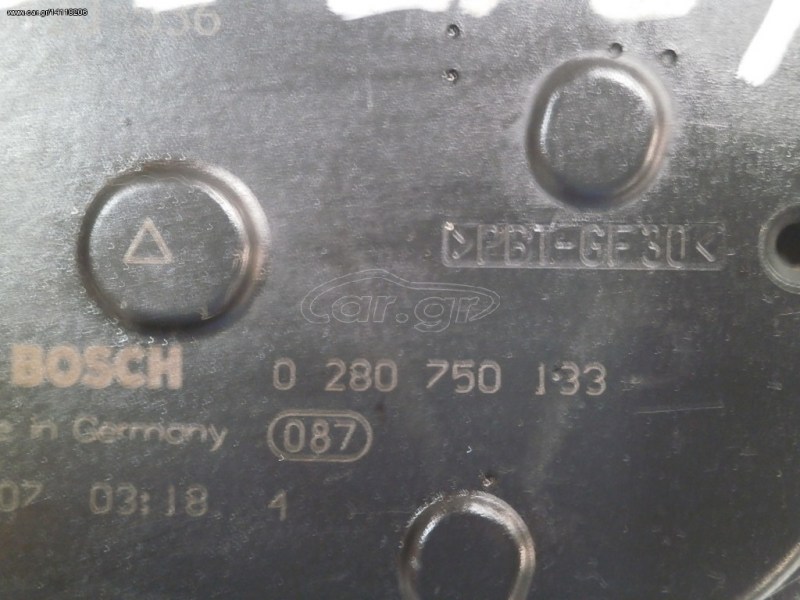 www.car.gr/14118206
036
>PBT-GF30<
car.gr
BOSCH 0 280 750 133
e in Germany 087
07 03:18 4